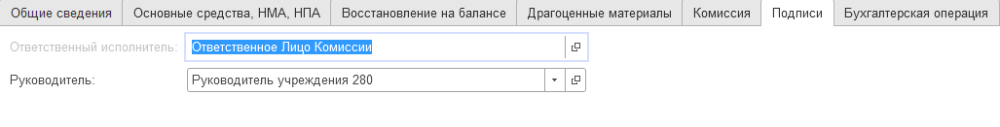 Общие сведения Основные средства, НМА, НПА Восстановление на балансе Драгоценные материалы Комиссия Подписи Бухгалтерская операция
Ответственный исполнитель: Ответственное Лицо Комиссии
Руководитель: Руководитель учреждения 280